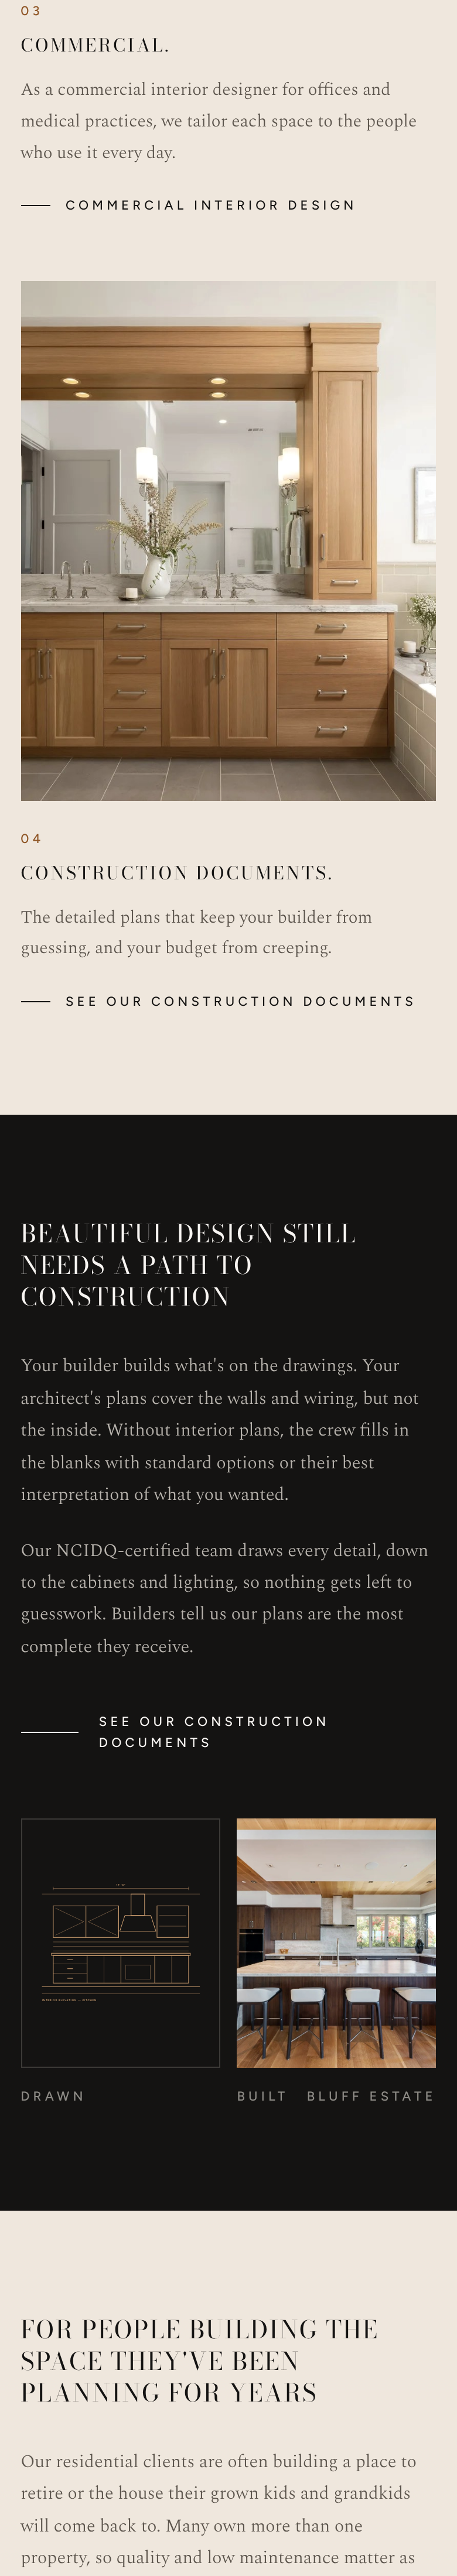 03
COMMERCIAL.
As a commercial interior designer for offices and
medical practices, we tailor each space to the people
who use it every day.
COMMERCIAL INTERIOR DESIGN
04
CONSTRUCTION DOCUMENTS.
The detailed plans that keep your builder from
guessing, and your budget from creeping.
SEE OUR CONSTRUCTION DOCUMENTS
BEAUTIFUL DESIGN STILL
NEEDS A PATH TO
CONSTRUCTION
Your builder builds what's on the drawings. Your
architect's plans cover the walls and wiring, but not
the inside. Without interior plans, the crew fills in
the blanks with standard options or their best
interpretation of what you wanted.
Our NCIDQ-certified team draws every detail, down
to the cabinets and lighting, so nothing gets left to
guesswork. Builders tell us our plans are the most
complete they receive.
SEE OUR CONSTRUCTION
DOCUMENTS
DRAWN
BUILT BLUFF ESTATE
FOR PEOPLE BUILDING THE
SPACE THEY'VE BEEN
PLANNING FOR YEARS
Our residential clients are often building a place to
retire or the house their grown kids and grandkids
will come back to. Many own more than one
property, so quality and low maintenance matter as